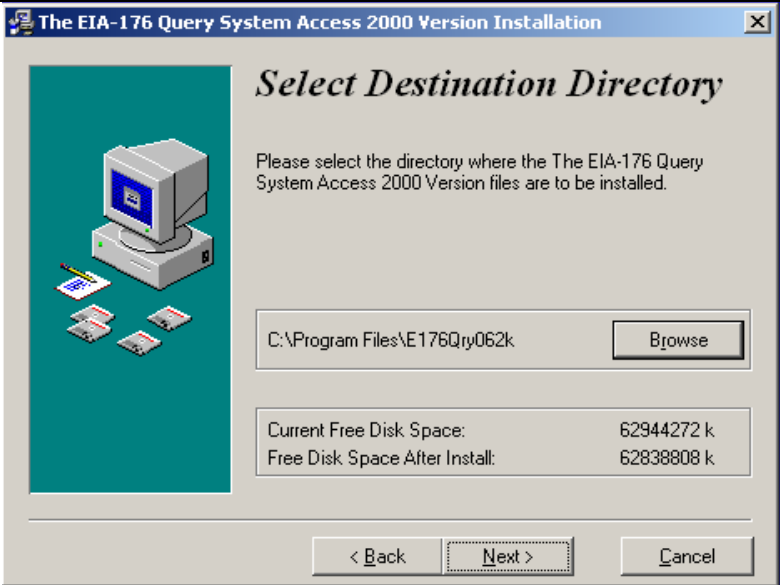 The EIA-176 Query System Access 2000 Version Installation
Select Destination Directory
Please select the directory where the The EIA-176 Query
System Access 2000 Version files are to be installed.
C:\Program Files\E176Qry062k
Browse
Current Free Disk Space: 62944272 k
Free Disk Space After Install: 62838808 k
< Back
Next >
Cancel